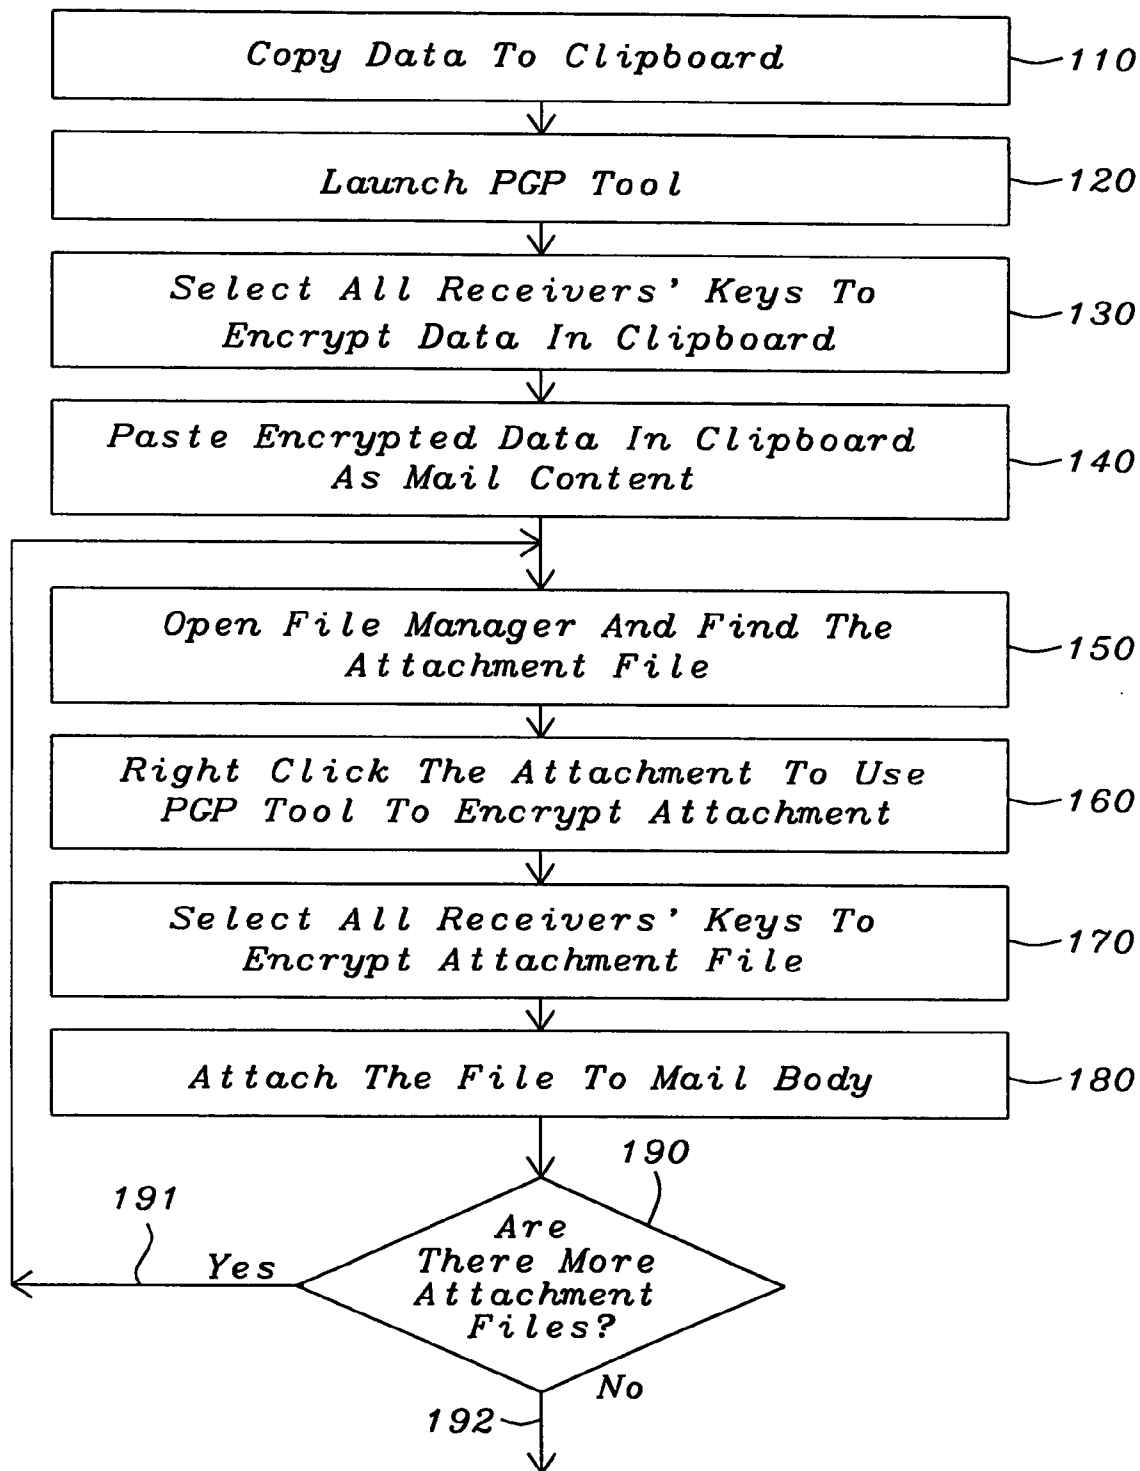 Copy Data To Clipboard
110
Launch PGP Tool
120
Select All Receivers' Keys To
Encrypt Data In Clipboard
130
Paste Encrypted Data In Clipboard
As Mail Content
140
Open File Manager And Find The
Attachment File
150
Right Click The Attachment To Use
PGP Tool To Encrypt Attachment
160
Select All Receivers' Keys To
Encrypt Attachment File
170
Attach The File To Mail Body
180
190
191
Yes
Are
There More
Attachment
Files?
No
192